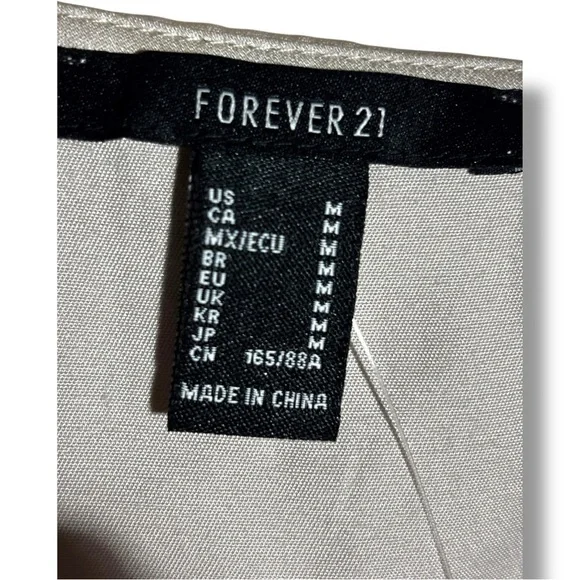 FOREVER 21
US M
CA M
MX/ECU M
BR M
EU M
UK M
KR M
JP M
CN 165/88A
MADE IN CHINA